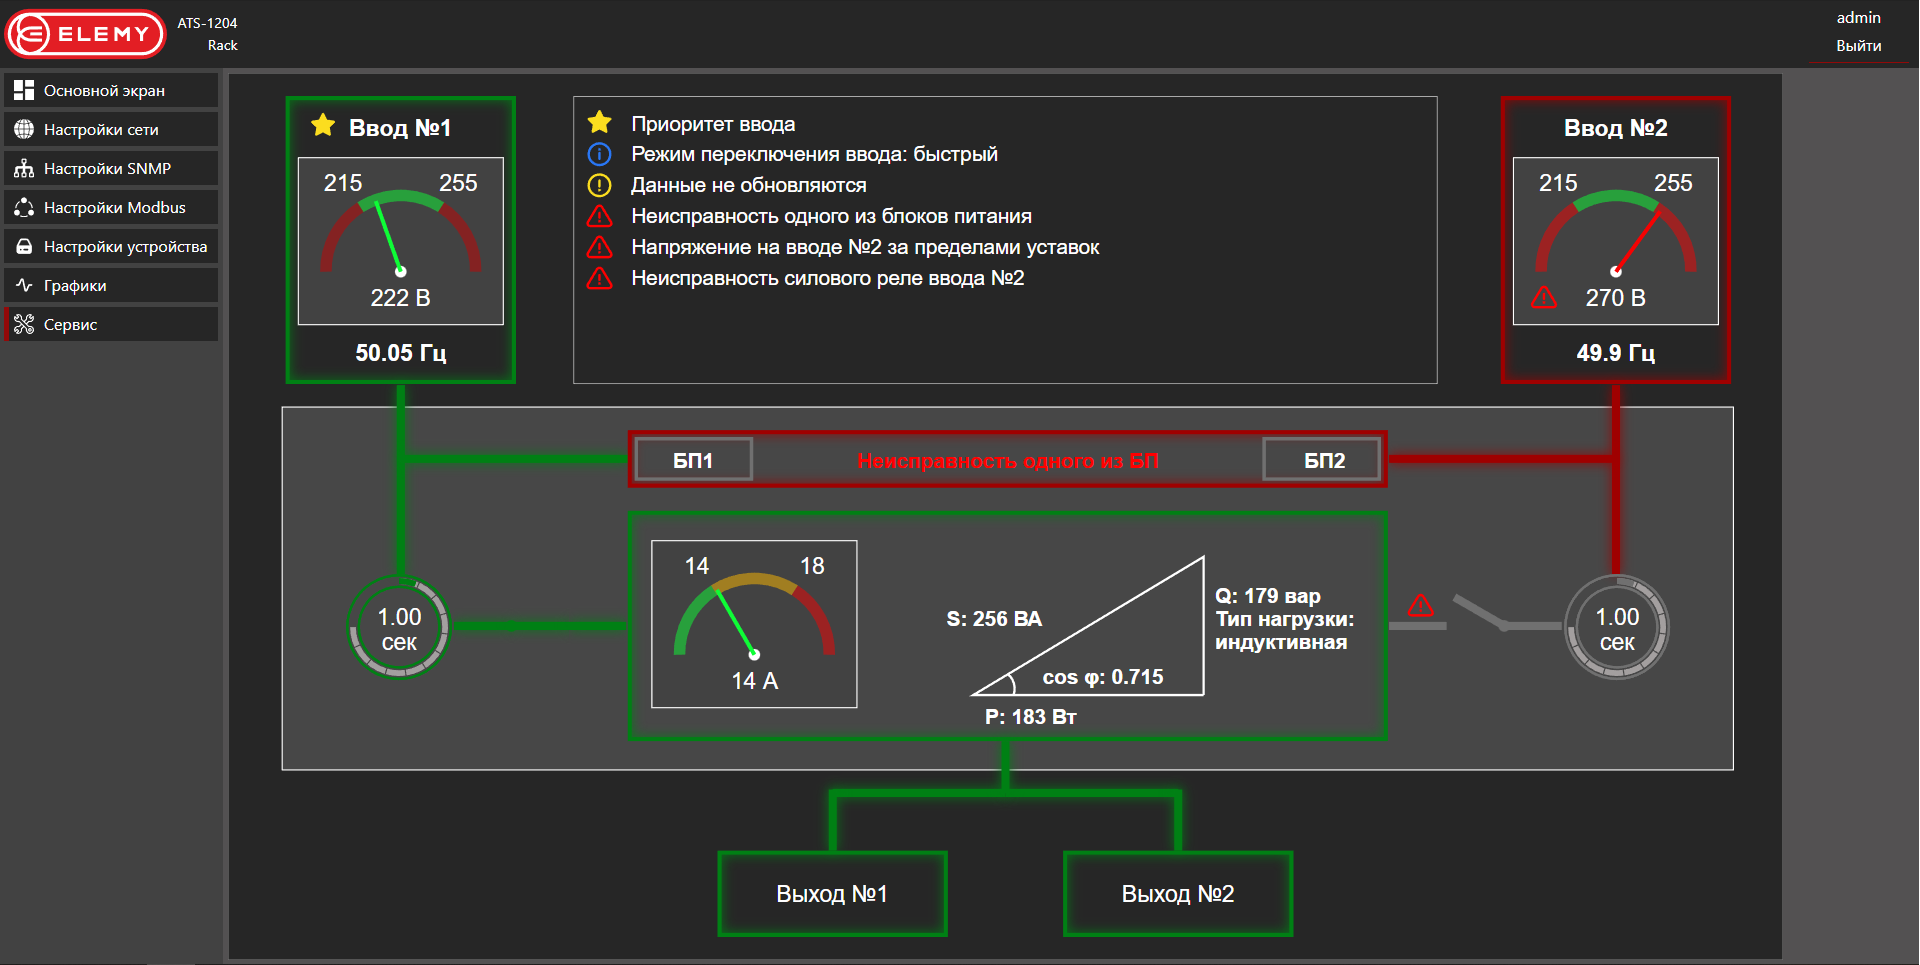 ELEMY
ATS-1204
Rack
admin
Выйти
Основной экран
Настройки сети
Настройки SNMP
Настройки Modbus
Настройки устройства
Графики
Сервис
Ввод №1
215 255
222 В
50.05 Гц
Приоритет ввода
Режим переключения ввода: быстрый
Данные не обновляются
Неисправность одного из блоков питания
Напряжение на вводе №2 за пределами уставок
Неисправность силового реле ввода №2
Ввод №2
215 255
270 В
49.9 Гц
БП1 Неисправность одного из БП БП2
1.00
сек
14 18
14 А
S: 256 ВА
cos φ: 0.715
P: 183 Вт
Q: 179 вар
Тип нагрузки:
индуктивная
1.00
сек
Выход №1
Выход №2